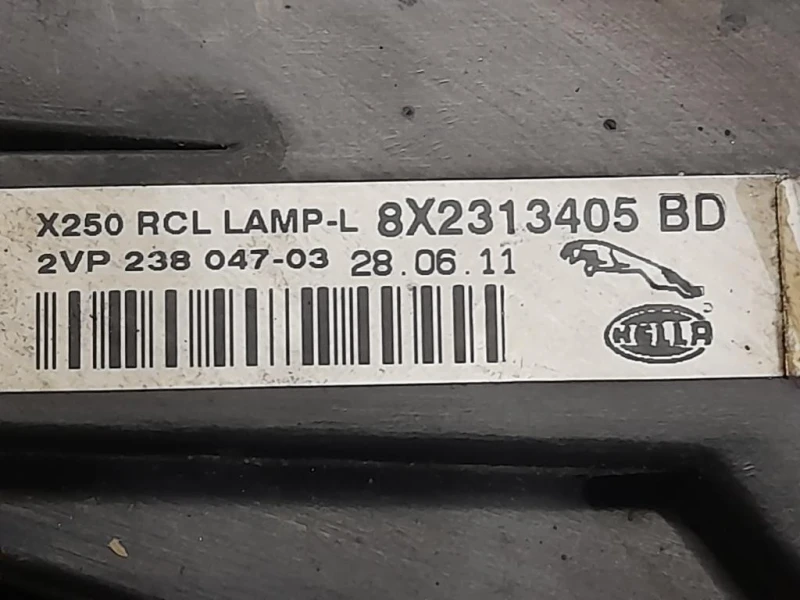 X250 RCL LAMP-L 8X2313405 BD
2VP 238 047-03 28.06.11
HELLA